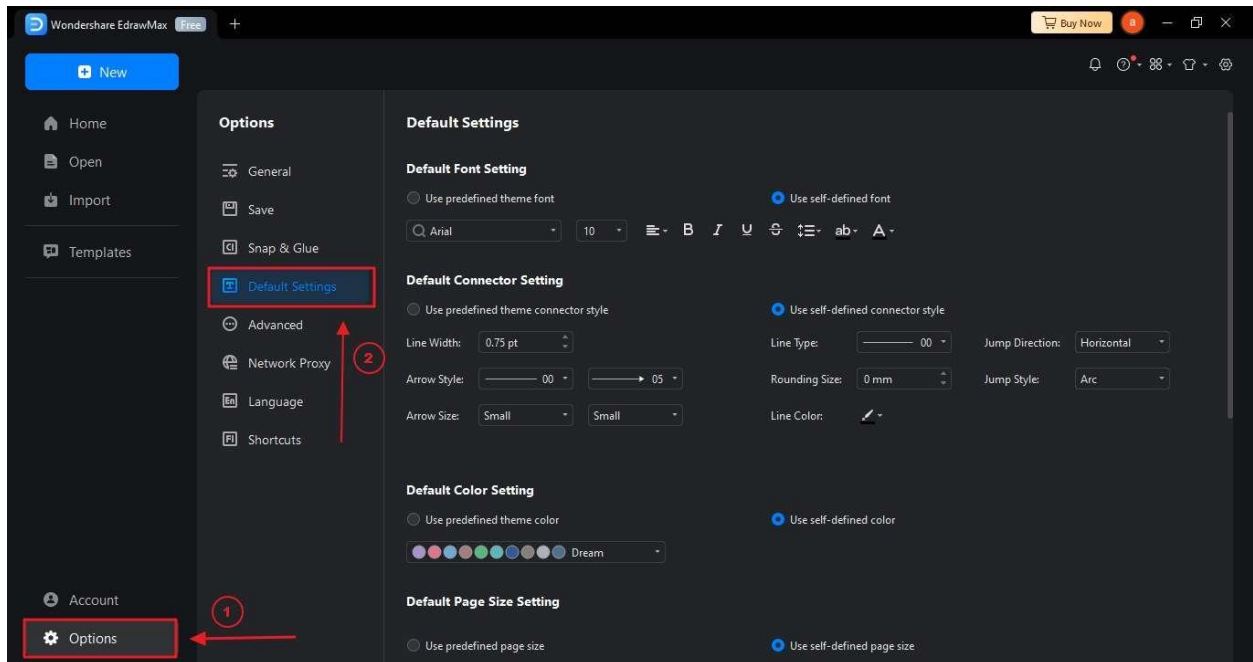 Wondershare EdrawMax Free +
Buy Now a
New
Home
Open
Import
Templates
Account
Options
1
Options
General
Save
Snap & Glue
Default Settings
Advanced
2
Network Proxy
Language
Shortcuts
Default Settings
Default Font Setting
Use predefined theme font Use self-defined font
Arial 10 B I U S ab A
Default Connector Setting
Use predefined theme connector style Use self-defined connector style
Line Width: 0.75 pt Line Type: 00 Jump Direction: Horizontal
Arrow Style: 00 05 Rounding Size: 0 mm Jump Style: Arc
Arrow Size: Small Small Line Color:
Default Color Setting
Use predefined theme color Use self-defined color
Dream
Default Page Size Setting
Use predefined page size Use self-defined page size